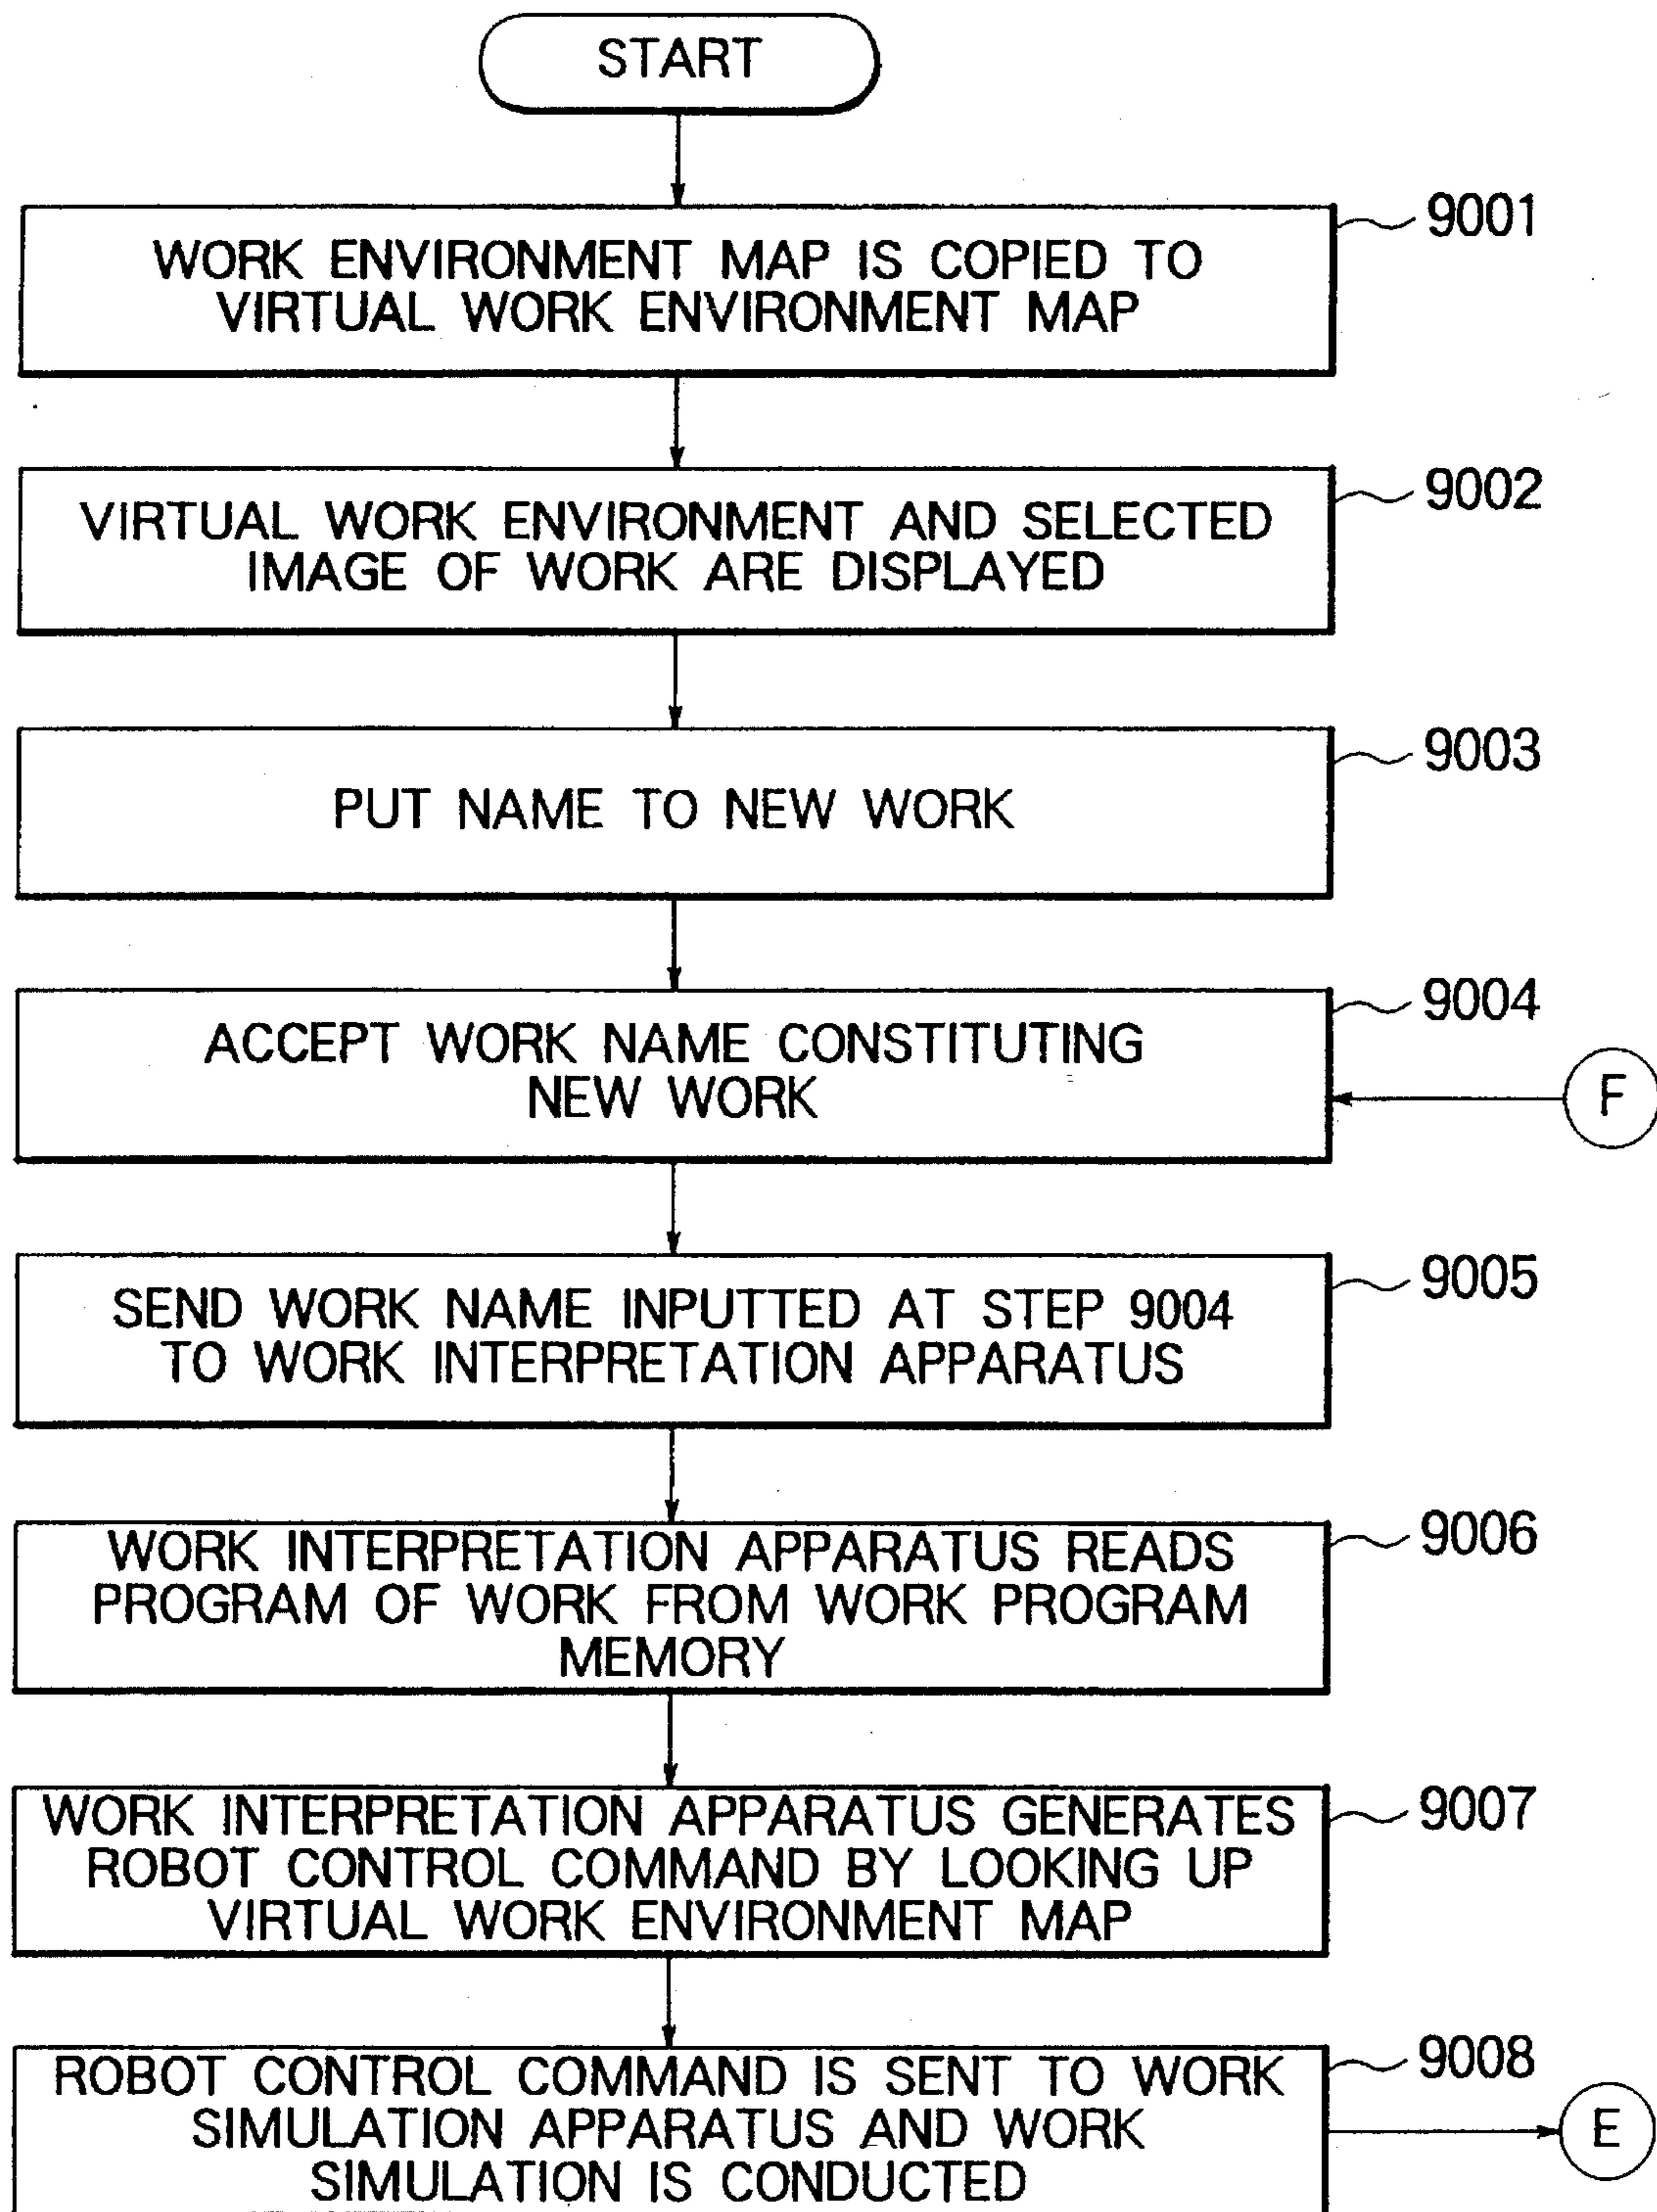 START
9001
WORK ENVIRONMENT MAP IS COPIED TO
VIRTUAL WORK ENVIRONMENT MAP
9002
VIRTUAL WORK ENVIRONMENT AND SELECTED
IMAGE OF WORK ARE DISPLAYED
9003
PUT NAME TO NEW WORK
9004
ACCEPT WORK NAME CONSTITUTING
NEW WORK
F
9005
SEND WORK NAME INPUTTED AT STEP 9004
TO WORK INTERPRETATION APPARATUS
9006
WORK INTERPRETATION APPARATUS READS
PROGRAM OF WORK FROM WORK PROGRAM
MEMORY
9007
WORK INTERPRETATION APPARATUS GENERATES
ROBOT CONTROL COMMAND BY LOOKING UP
VIRTUAL WORK ENVIRONMENT MAP
9008
ROBOT CONTROL COMMAND IS SENT TO WORK
SIMULATION APPARATUS AND WORK
SIMULATION IS CONDUCTED
E